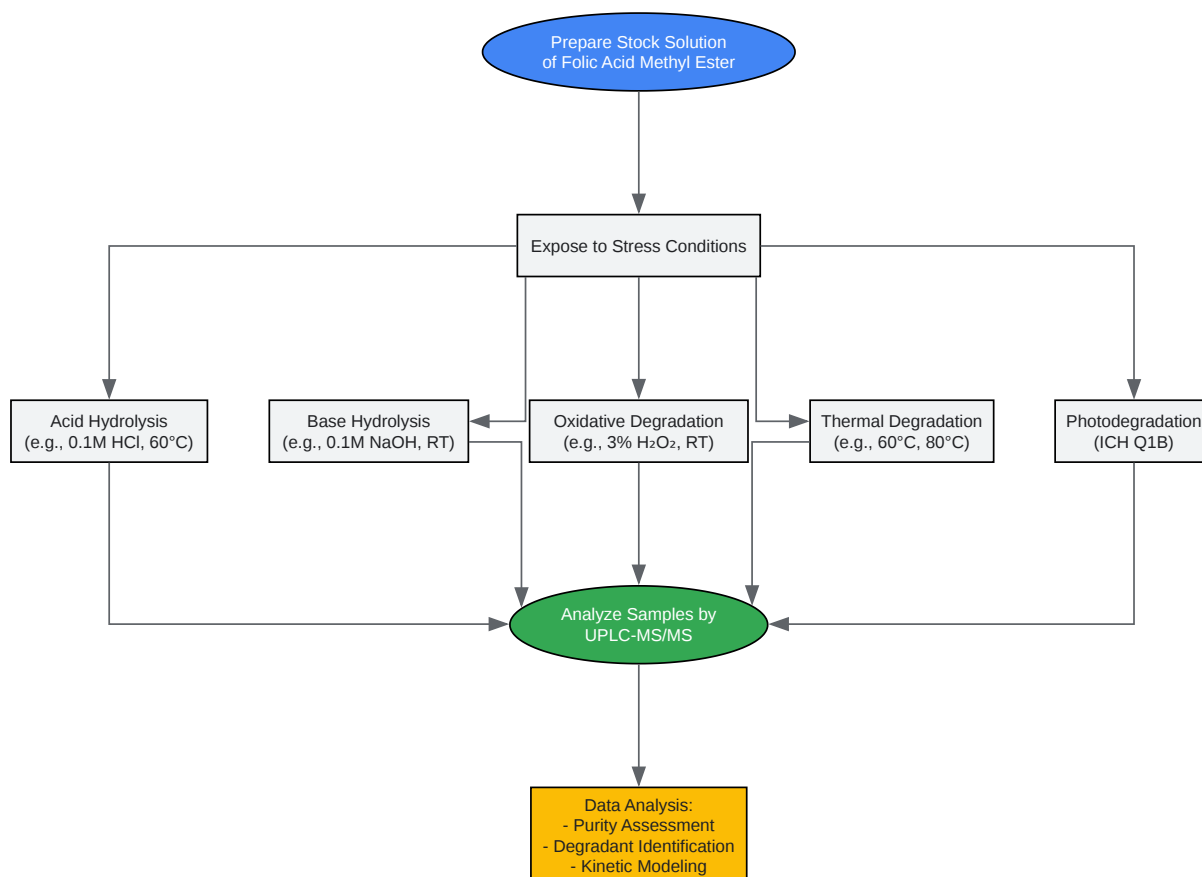 Prepare Stock Solution
of Folic Acid Methyl Ester
Expose to Stress Conditions
Acid Hydrolysis
(e.g., 0.1M HCl, 60°C)
Base Hydrolysis
(e.g., 0.1M NaOH, RT)
Oxidative Degradation
(e.g., 3% H₂O₂, RT)
Thermal Degradation
(e.g., 60°C, 80°C)
Photodegradation
(ICH Q1B)
Analyze Samples by
UPLC-MS/MS
Data Analysis:
- Purity Assessment
- Degradant Identification
- Kinetic Modeling